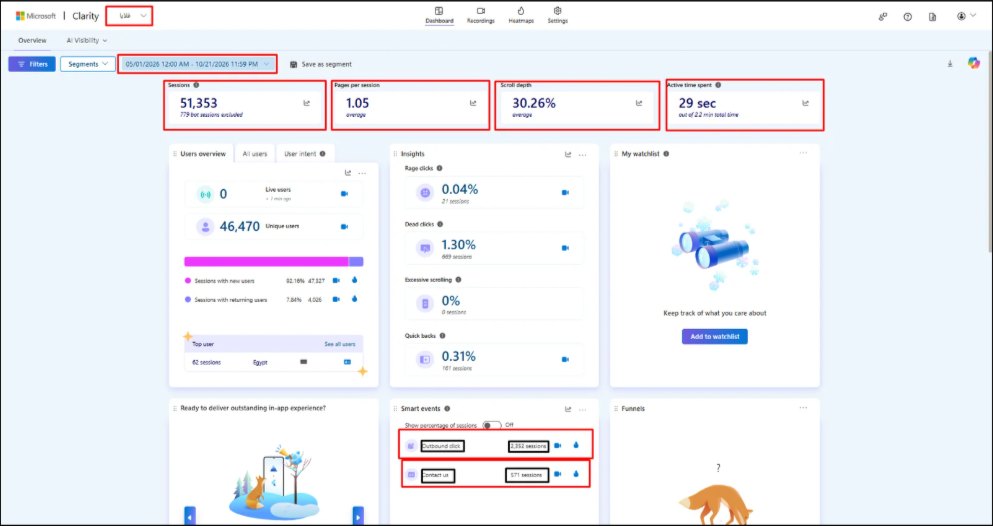 Microsoft | Clarity
خلايا
Dashboard
Recordings
Heatmaps
Settings
Overview
AI Visibility
Filters
Segments
05/01/2026 12:00 AM - 10/21/2026 11:59 PM
Save as segment
Sessions
51,353
779 bot sessions excluded
Pages per session
1.05
average
Scroll depth
30.26%
average
Active time spent
29 sec
out of 2.2 min total time
Users overview
All users
User intent
0
Live users
< 1 min ago
46,470 Unique users
Sessions with new users 92.16% 47,327
Sessions with returning users 7.84% 4,026
Top user
See all users
62 sessions
Egypt
Insights
Rage clicks
0.04%
21 sessions
Dead clicks
1.30%
669 sessions
Excessive scrolling
0%
0 sessions
Quick backs
0.31%
161 sessions
My watchlist
Keep track of what you care about
Add to watchlist
Ready to deliver outstanding in-app experience?
Smart events
Show percentage of sessions
Off
Outbound click
2,352 sessions
Contact us
571 sessions
Funnels
?